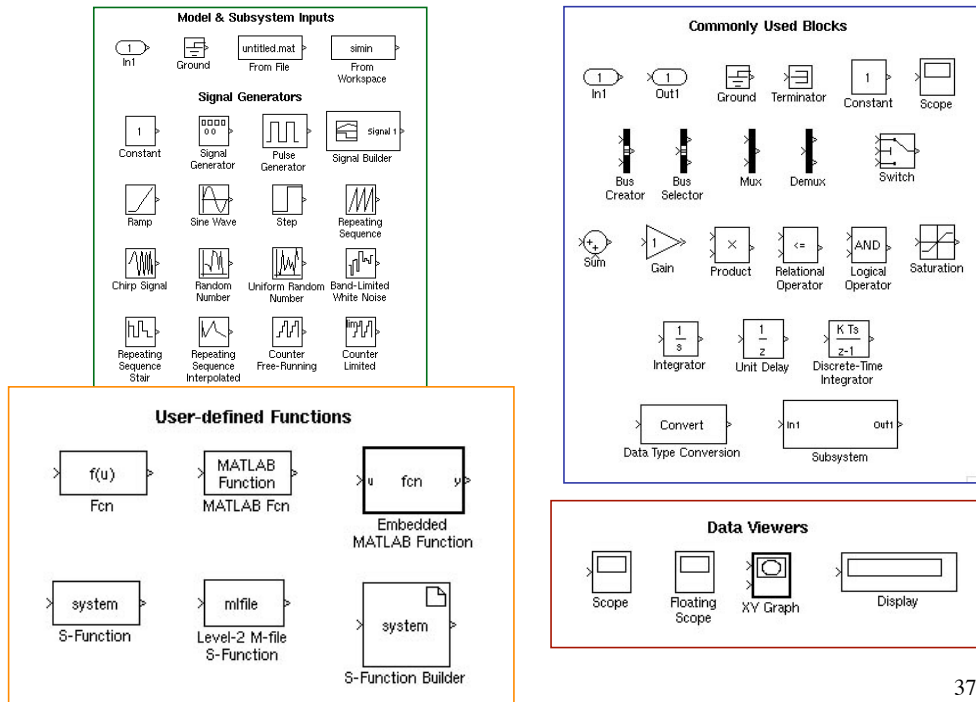 Model & Subsystem Inputs
1 untitled.mat simin
In1 Ground From File From
Workspace
Signal Generators
1 Signal 1
Constant Signal
Generator Pulse
Generator Signal Builder
Ramp Sine Wave Step Repeating
Sequence
Chirp Signal Random
Number Uniform Random
Number Band-Limited
White Noise
lim
Repeating
Sequence
Stair Repeating
Sequence
Interpolated Counter
Free-Running Counter
Limited
User-defined Functions
f(u) MATLAB
Function u fcn y
Fcn MATLAB Fcn Embedded
MATLAB Function
system mlfile system
S-Function Level-2 M-file
S-Function S-Function Builder
Commonly Used Blocks
1 1 1
In1 Out1 Ground Terminator Constant Scope
Bus
Creator Bus
Selector Mux Demux Switch
+
+ 1 × <= AND
Sum Gain Product Relational
Operator Logical
Operator Saturation
1
s 1
z K Ts
z-1
Integrator Unit Delay Discrete-Time
Integrator
Convert In1 Out1
Data Type Conversion Subsystem
Data Viewers
Scope Floating
Scope XY Graph Display
37